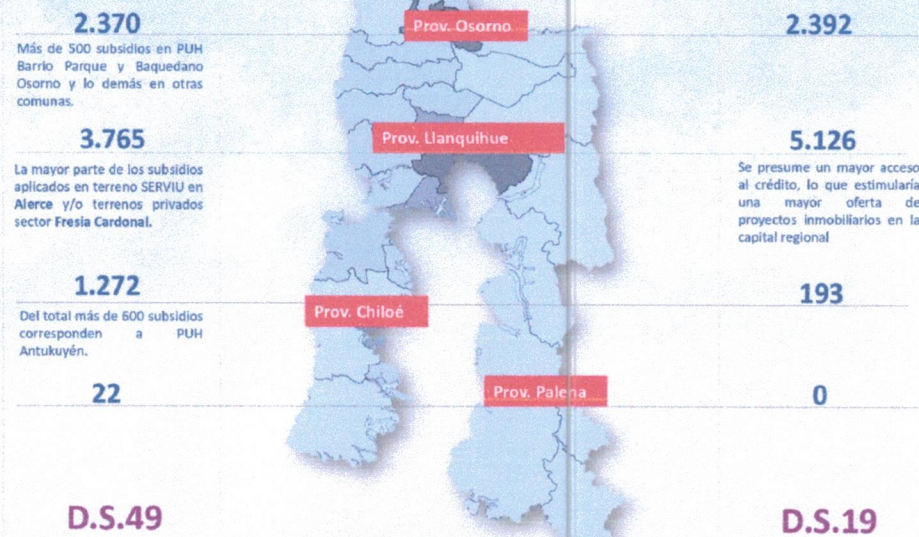 2.370
Más de 500 subsidios en PUH
Barrio Parque y Baquedano
Osorno y lo demás en otras
comunas.
Prov. Osorno
2.392
3.765
La mayor parte de los subsidios
aplicados en terreno SERVIU en
Alerce y/o terrenos privados
sector Fresia Cardonal.
Prov. Llanquihue
5.126
Se presume un mayor acceso
al crédito, lo que estimularía
una mayor oferta de
proyectos inmobiliarios en la
capital regional
1.272
Del total más de 600 subsidios
corresponden a PUH
Antukuyén.
Prov. Chiloé
193
22
Prov. Palena
0
D.S.49
D.S.19